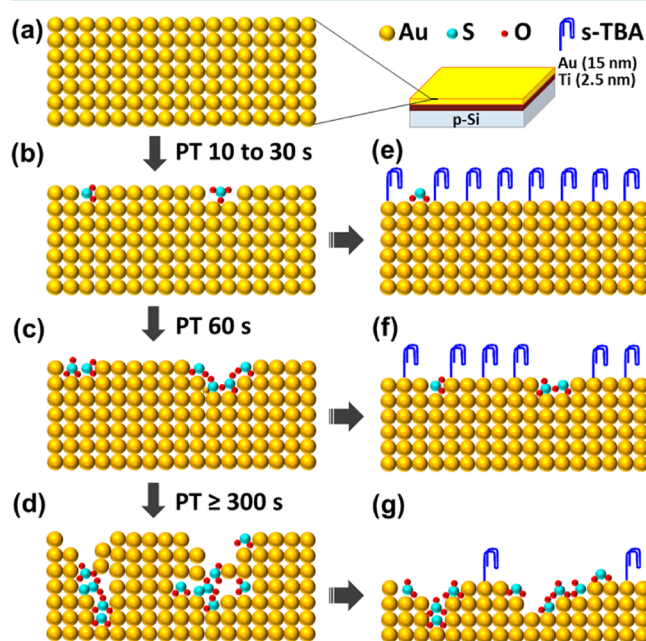 (a)
Au S O s-TBA
Au (15 nm)
Ti (2.5 nm)
p-Si
PT 10 to 30 s
(b)
(e)
PT 60 s
(c)
(f)
PT ≥ 300 s
(d)
(g)